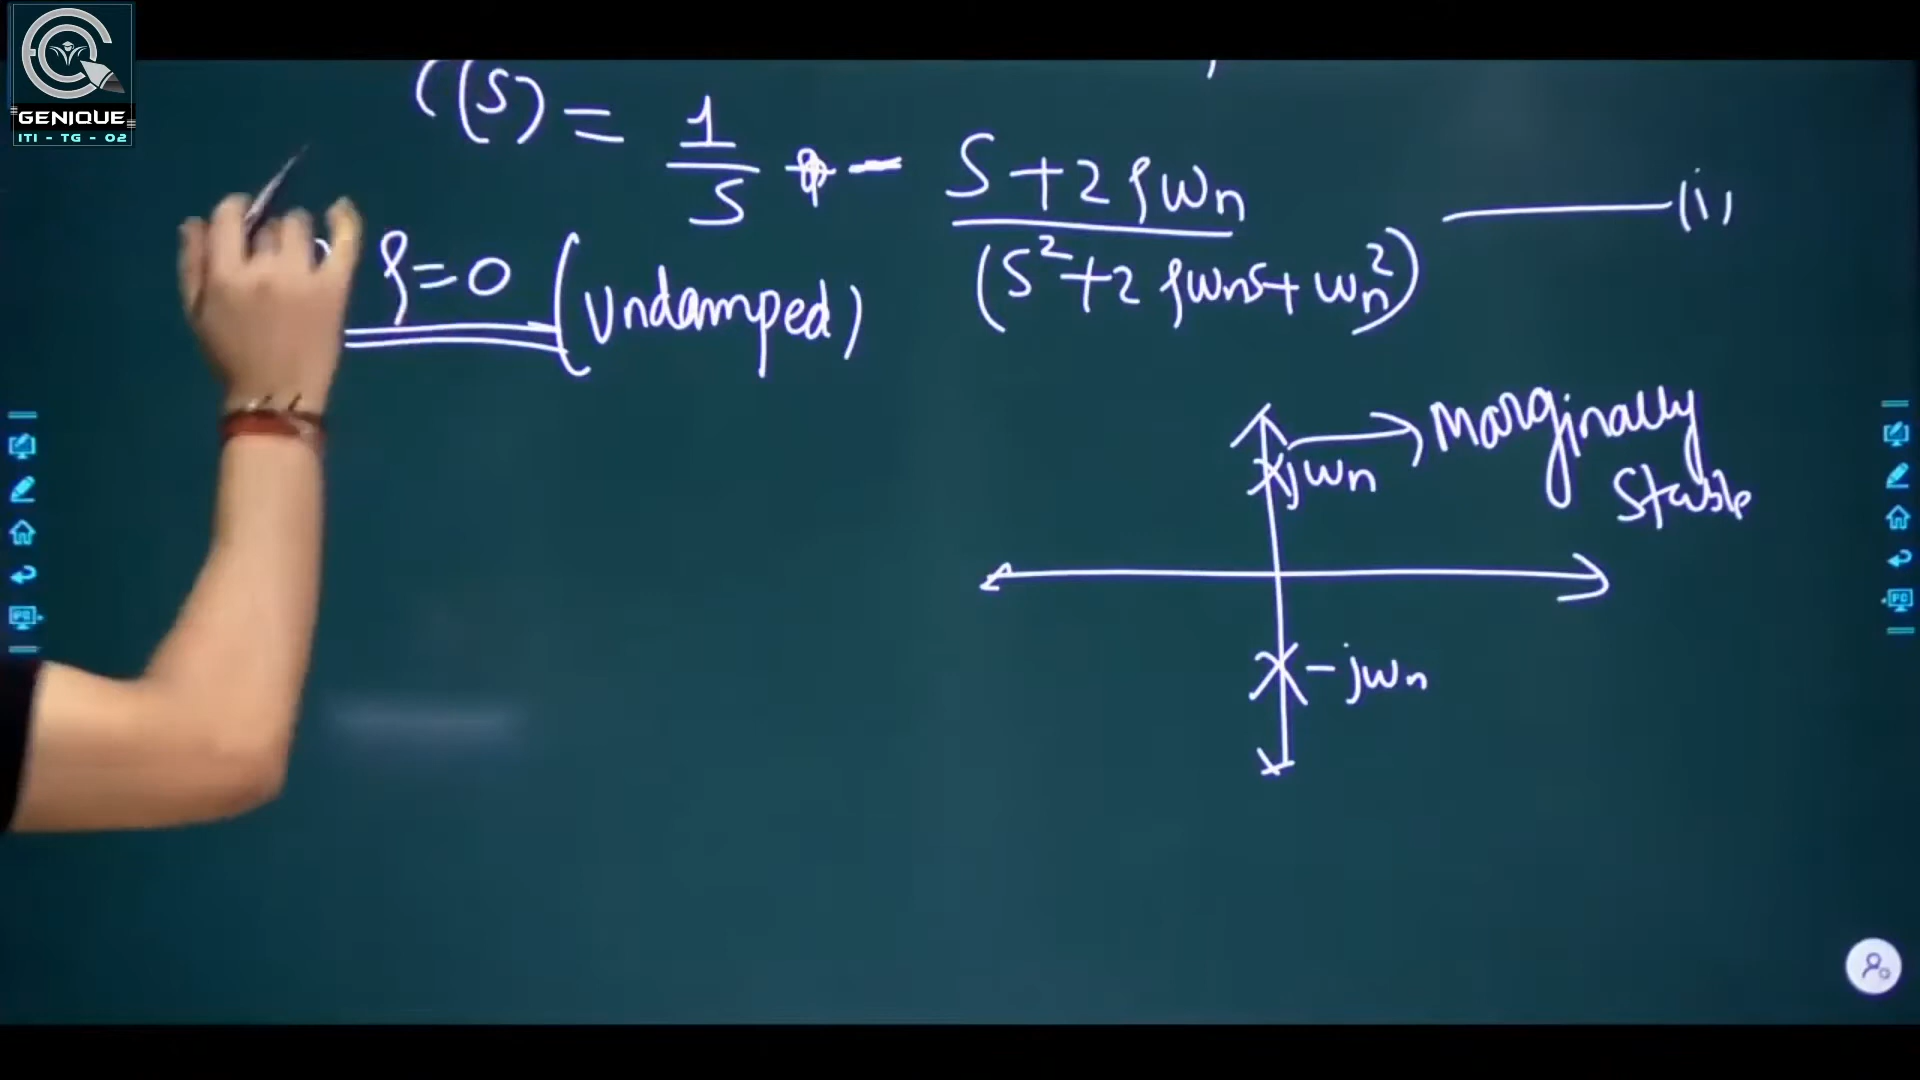 GENIQUE
ITI - TG - 02
C(S) = 1/S - (S+2ξωn)/(S²+2ξωnS+ωn²) —— (i)
ξ=0 (Undamped)
jωn → Marginally
Stable
-jωn